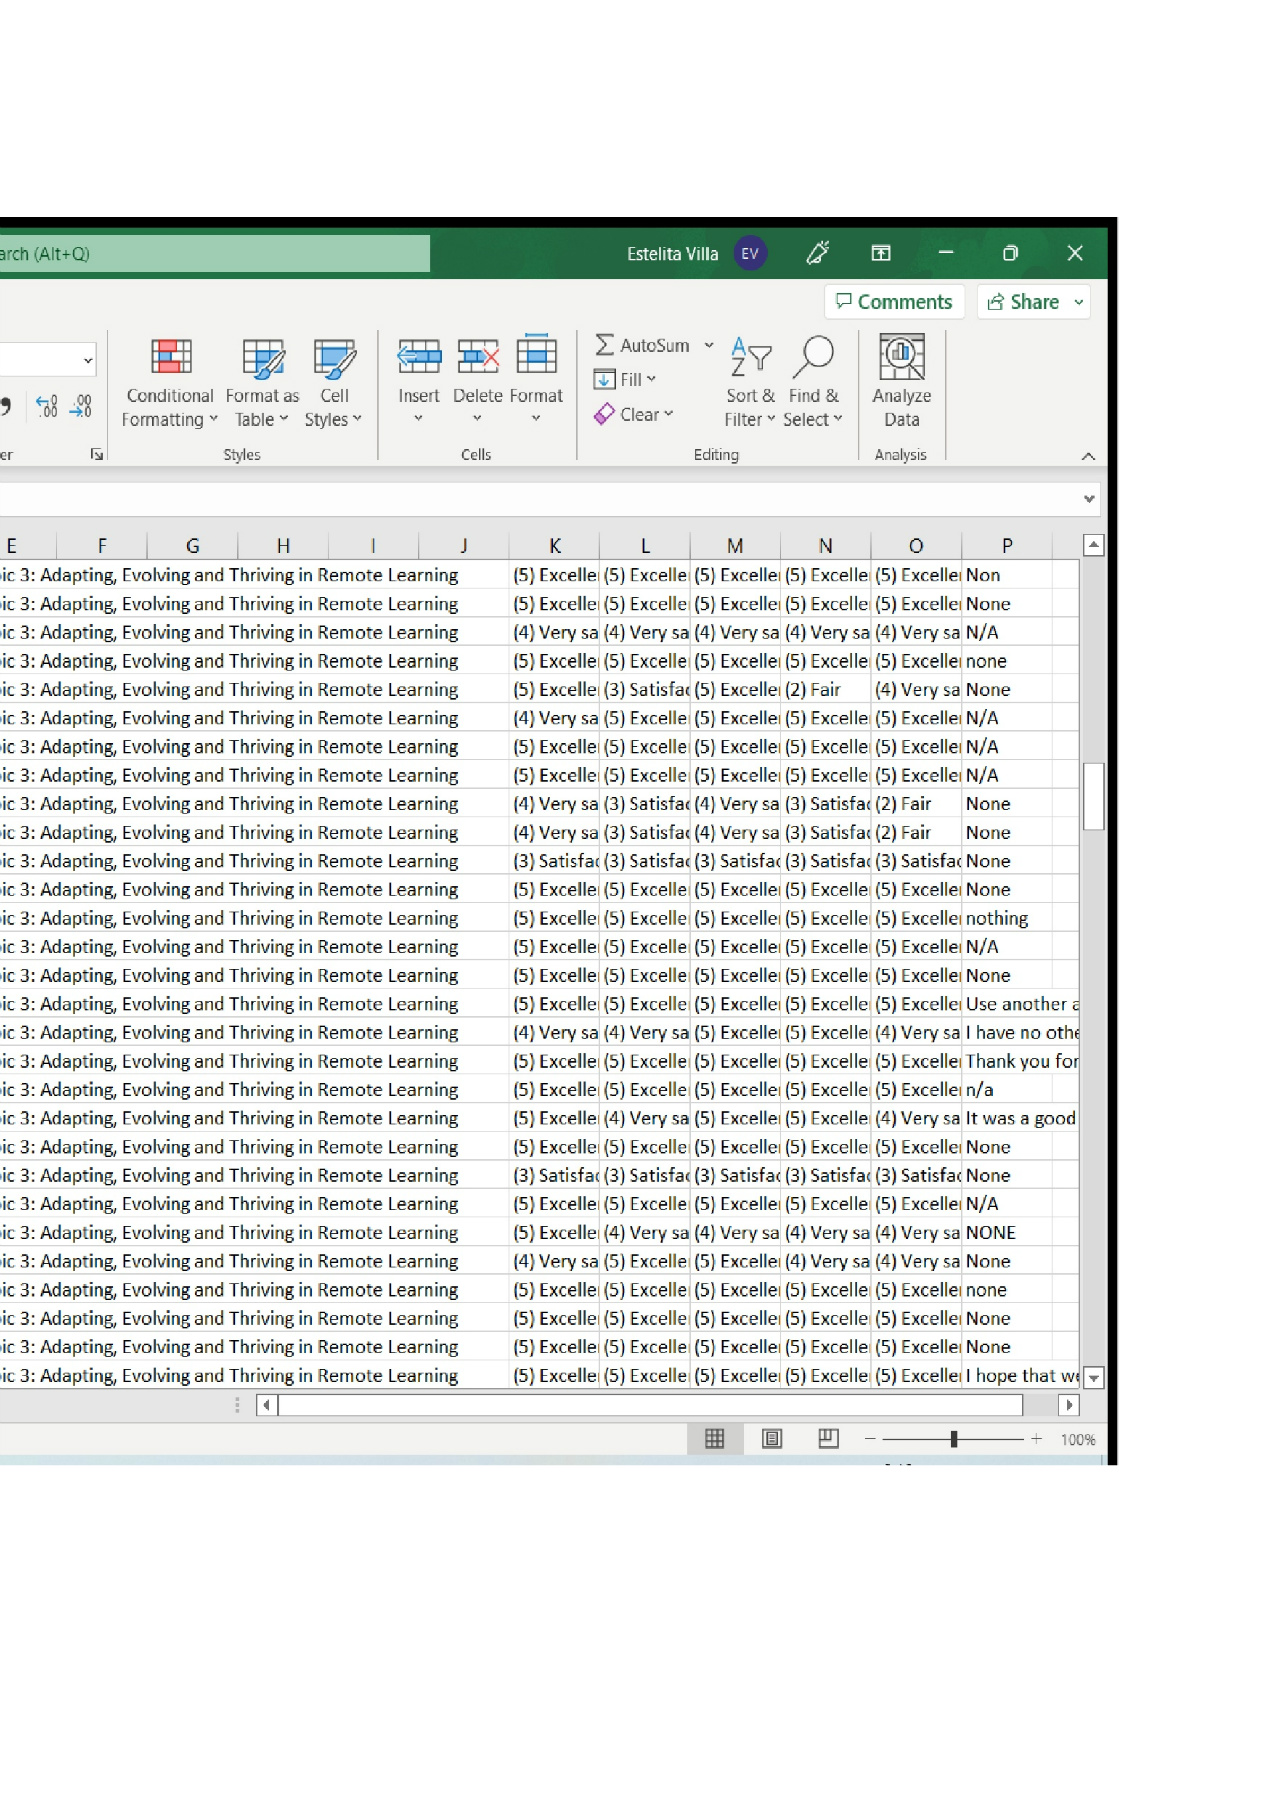 arch (Alt+Q)
Estelita Villa EV
Comments Share
Conditional Formatting
Format as Table
Cell Styles
Insert
Delete
Format
AutoSum
Fill
Clear
Sort & Filter
Find & Select
Analyze Data
er Styles Cells Editing Analysis
E F G H I J K L M N O P
ic 3: Adapting, Evolving and Thriving in Remote Learning (5) Excelle (5) Excelle (5) Excelle (5) Excelle (5) Exceller Non
ic 3: Adapting, Evolving and Thriving in Remote Learning (5) Excelle (5) Excelle (5) Excelle (5) Excelle (5) Exceller None
ic 3: Adapting, Evolving and Thriving in Remote Learning (4) Very sa (4) Very sa (4) Very sa (4) Very sa (4) Very sa N/A
ic 3: Adapting, Evolving and Thriving in Remote Learning (5) Excelle (5) Excelle (5) Excelle (5) Excelle (5) Exceller none
ic 3: Adapting, Evolving and Thriving in Remote Learning (5) Excelle (3) Satisfac (5) Excelle (2) Fair (4) Very sa None
ic 3: Adapting, Evolving and Thriving in Remote Learning (4) Very sa (5) Excelle (5) Excelle (5) Excelle (5) Exceller N/A
ic 3: Adapting, Evolving and Thriving in Remote Learning (5) Excelle (5) Excelle (5) Excelle (5) Excelle (5) Exceller N/A
ic 3: Adapting, Evolving and Thriving in Remote Learning (5) Excelle (5) Excelle (5) Excelle (5) Excelle (5) Exceller N/A
ic 3: Adapting, Evolving and Thriving in Remote Learning (4) Very sa (3) Satisfac (4) Very sa (3) Satisfac (2) Fair None
ic 3: Adapting, Evolving and Thriving in Remote Learning (4) Very sa (3) Satisfac (4) Very sa (3) Satisfac (2) Fair None
ic 3: Adapting, Evolving and Thriving in Remote Learning (3) Satisfac (3) Satisfac (3) Satisfac (3) Satisfac (3) Satisfac None
ic 3: Adapting, Evolving and Thriving in Remote Learning (5) Excelle (5) Excelle (5) Excelle (5) Excelle (5) Exceller None
ic 3: Adapting, Evolving and Thriving in Remote Learning (5) Excelle (5) Excelle (5) Excelle (5) Excelle (5) Exceller nothing
ic 3: Adapting, Evolving and Thriving in Remote Learning (5) Excelle (5) Excelle (5) Excelle (5) Excelle (5) Exceller N/A
ic 3: Adapting, Evolving and Thriving in Remote Learning (5) Excelle (5) Excelle (5) Excelle (5) Excelle (5) Exceller None
ic 3: Adapting, Evolving and Thriving in Remote Learning (5) Excelle (5) Excelle (5) Excelle (5) Excelle (5) Exceller Use another a
ic 3: Adapting, Evolving and Thriving in Remote Learning (4) Very sa (4) Very sa (5) Excelle (5) Excelle (4) Very sa I have no othe
ic 3: Adapting, Evolving and Thriving in Remote Learning (5) Excelle (5) Excelle (5) Excelle (5) Excelle (5) Exceller Thank you for
ic 3: Adapting, Evolving and Thriving in Remote Learning (5) Excelle (5) Excelle (5) Excelle (5) Excelle (5) Exceller n/a
ic 3: Adapting, Evolving and Thriving in Remote Learning (5) Excelle (4) Very sa (5) Excelle (5) Excelle (4) Very sa It was a good
ic 3: Adapting, Evolving and Thriving in Remote Learning (5) Excelle (5) Excelle (5) Excelle (5) Excelle (5) Exceller None
ic 3: Adapting, Evolving and Thriving in Remote Learning (3) Satisfac (3) Satisfac (3) Satisfac (3) Satisfac (3) Satisfac None
ic 3: Adapting, Evolving and Thriving in Remote Learning (5) Excelle (5) Excelle (5) Excelle (5) Excelle (5) Exceller N/A
ic 3: Adapting, Evolving and Thriving in Remote Learning (5) Excelle (4) Very sa (4) Very sa (4) Very sa (4) Very sa NONE
ic 3: Adapting, Evolving and Thriving in Remote Learning (4) Very sa (5) Excelle (5) Excelle (4) Very sa (4) Very sa None
ic 3: Adapting, Evolving and Thriving in Remote Learning (5) Excelle (5) Excelle (5) Excelle (5) Excelle (5) Exceller none
ic 3: Adapting, Evolving and Thriving in Remote Learning (5) Excelle (5) Excelle (5) Excelle (5) Excelle (5) Exceller None
ic 3: Adapting, Evolving and Thriving in Remote Learning (5) Excelle (5) Excelle (5) Excelle (5) Excelle (5) Exceller None
ic 3: Adapting, Evolving and Thriving in Remote Learning (5) Excelle (5) Excelle (5) Excelle (5) Excelle (5) Exceller I hope that we
100%